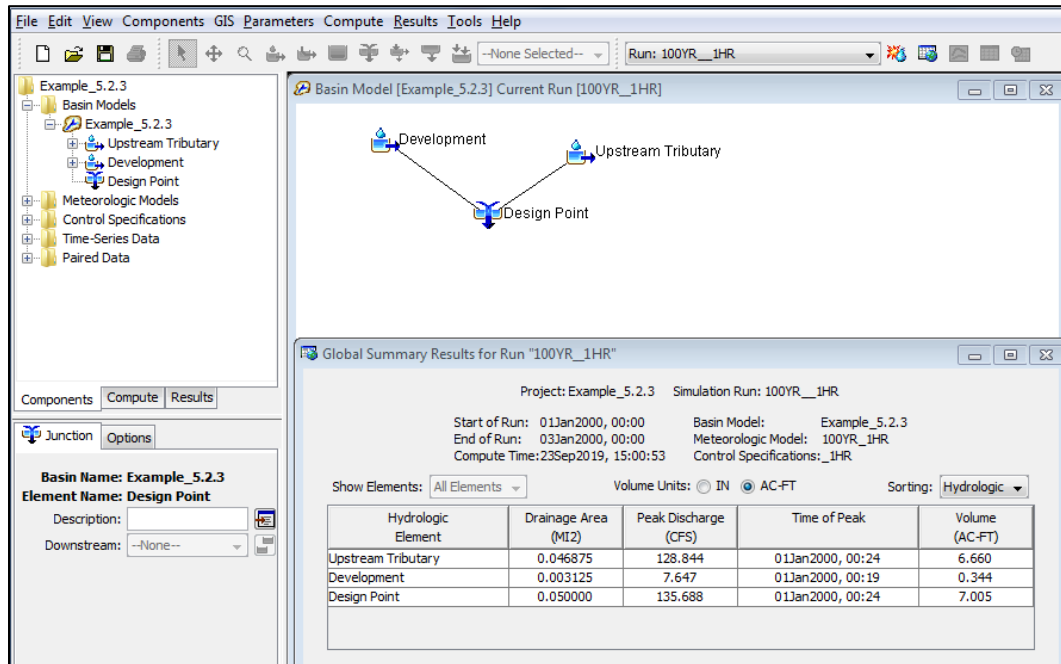 File Edit View Components GIS Parameters Compute Results Tools Help
--None Selected-- Run: 100YR__1HR
Example_5.2.3
Basin Models
Example_5.2.3
Upstream Tributary
Development
Design Point
Meteorologic Models
Control Specifications
Time-Series Data
Paired Data
Components Compute Results
Junction Options
Basin Name: Example_5.2.3
Element Name: Design Point
Description:
Downstream: --None--
Basin Model [Example_5.2.3] Current Run [100YR__1HR]
Development
Upstream Tributary
Design Point
Global Summary Results for Run "100YR__1HR"
Project: Example_5.2.3 Simulation Run: 100YR__1HR
Start of Run: 01Jan2000, 00:00 Basin Model: Example_5.2.3
End of Run: 03Jan2000, 00:00 Meteorologic Model: 100YR_1HR
Compute Time:23Sep2019, 15:00:53 Control Specifications:_1HR
Show Elements: All Elements Volume Units: IN AC-FT Sorting: Hydrologic
Hydrologic Drainage Area Peak Discharge Time of Peak Volume
Element (MI2) (CFS) (AC-FT)
Upstream Tributary 0.046875 128.844 01Jan2000, 00:24 6.660
Development 0.003125 7.647 01Jan2000, 00:19 0.344
Design Point 0.050000 135.688 01Jan2000, 00:24 7.005